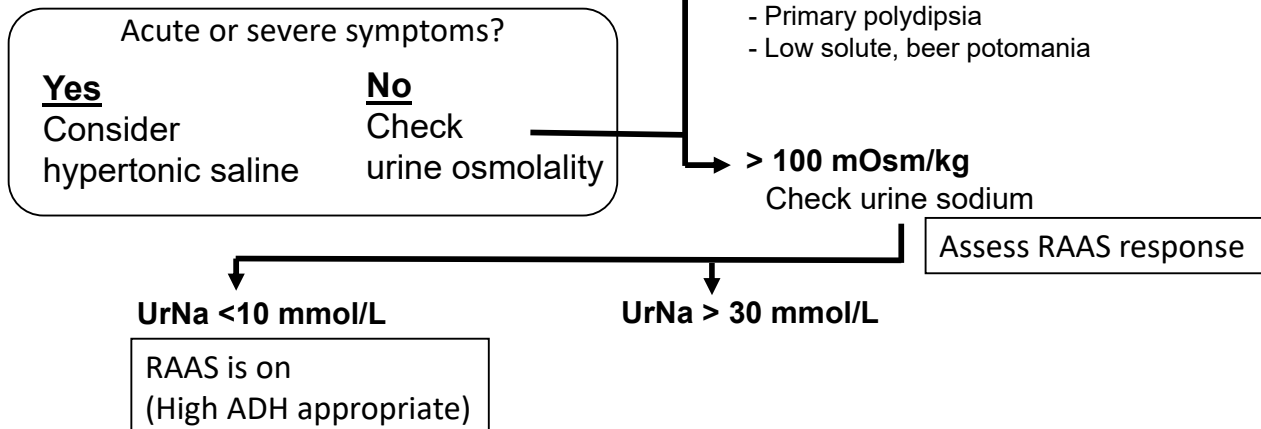 Acute or severe symptoms?
Yes
Consider
hypertonic saline
No
Check
urine osmolality
- Primary polydipsia
- Low solute, beer potomania
> 100 mOsm/kg
Check urine sodium
Assess RAAS response
UrNa <10 mmol/L
RAAS is on
(High ADH appropriate)
UrNa > 30 mmol/L